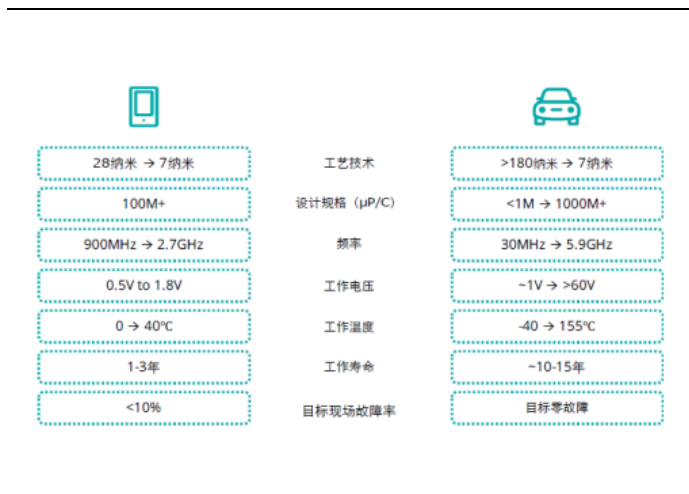 28纳米 → 7纳米 工艺技术 >180纳米 → 7纳米
100M+ 设计规格（μP/C） <1M → 1000M+
900MHz → 2.7GHz 频率 30MHz → 5.9GHz
0.5V to 1.8V 工作电压 ~1V → >60V
0 → 40℃ 工作温度 -40 → 155℃
1-3年 工作寿命 ~10-15年
<10% 目标现场故障率 目标零故障